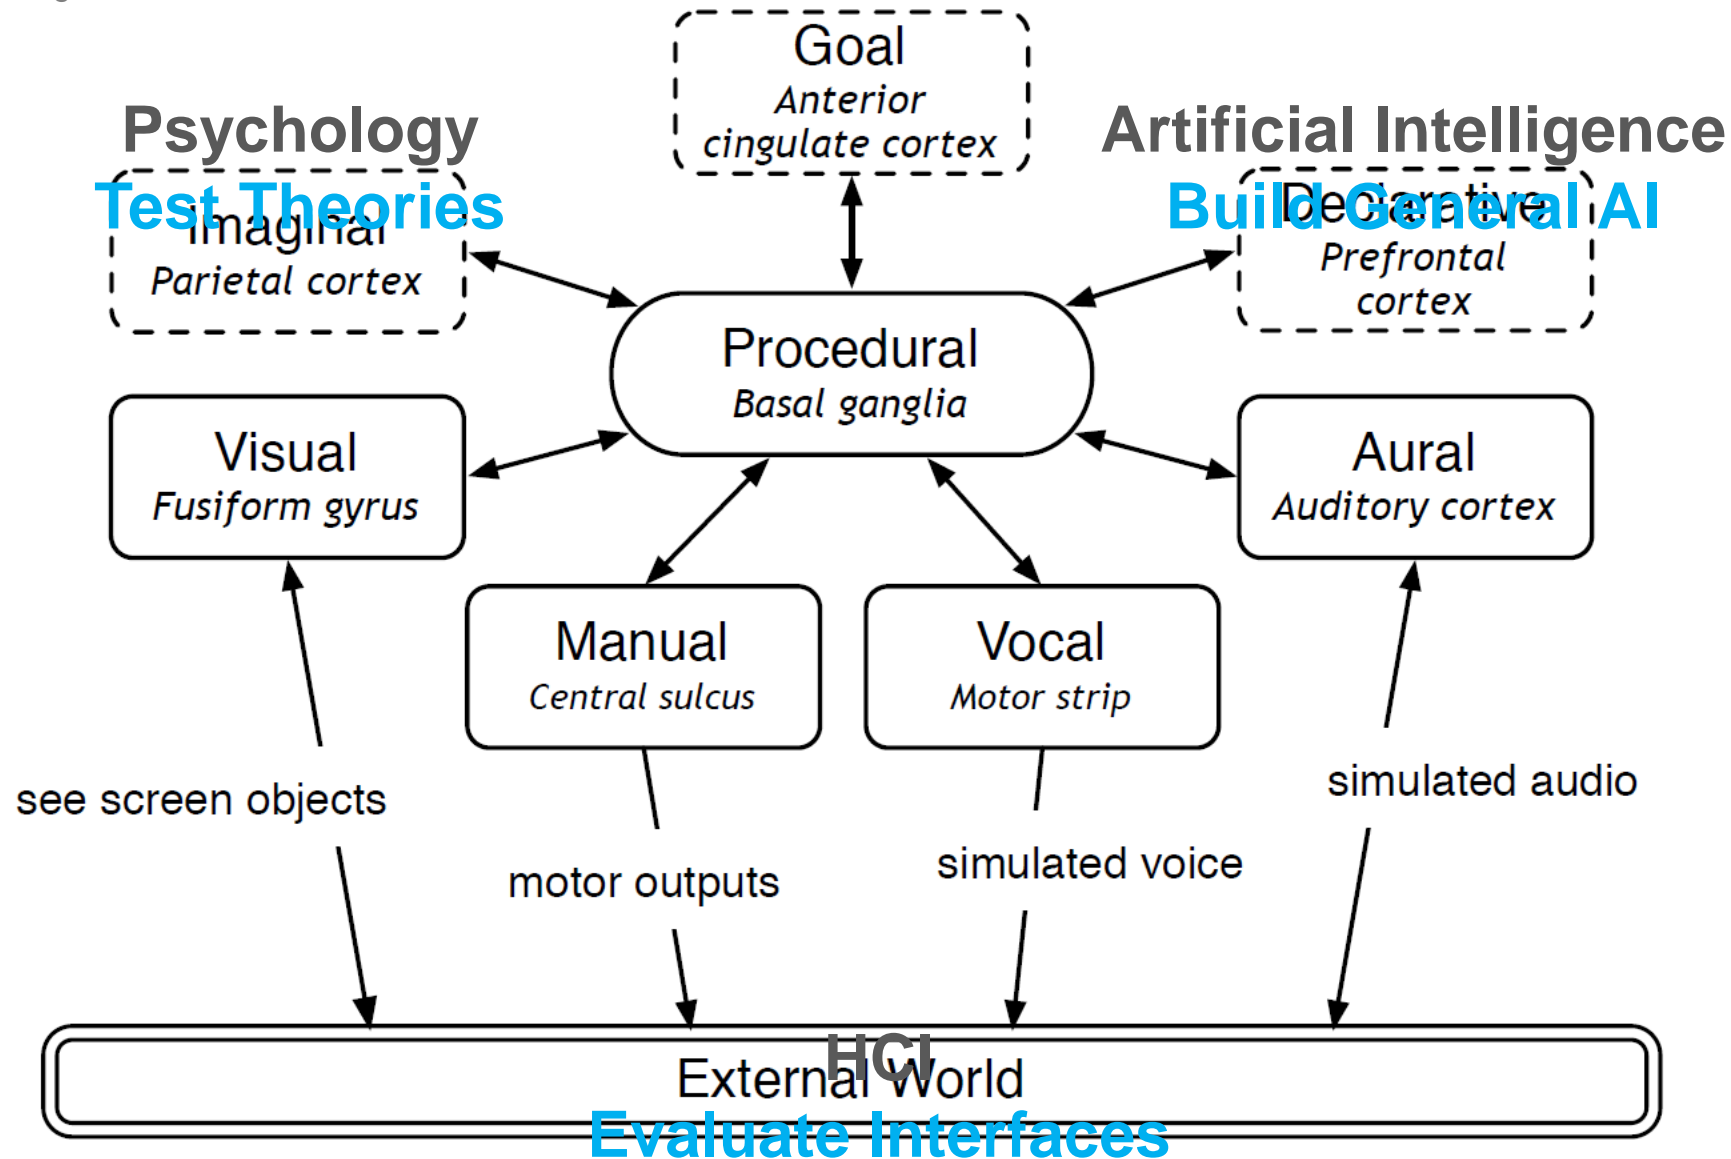 Goal
Anterior
cingulate cortex
Psychology
Test Theories
Imaginal
Parietal cortex
Artificial Intelligence
Build General AI
Declarative
Prefrontal
cortex
Procedural
Basal ganglia
Visual
Fusiform gyrus
Aural
Auditory cortex
Manual
Central sulcus
Vocal
Motor strip
see screen objects
motor outputs
simulated voice
simulated audio
HCI
External World
Evaluate Interfaces